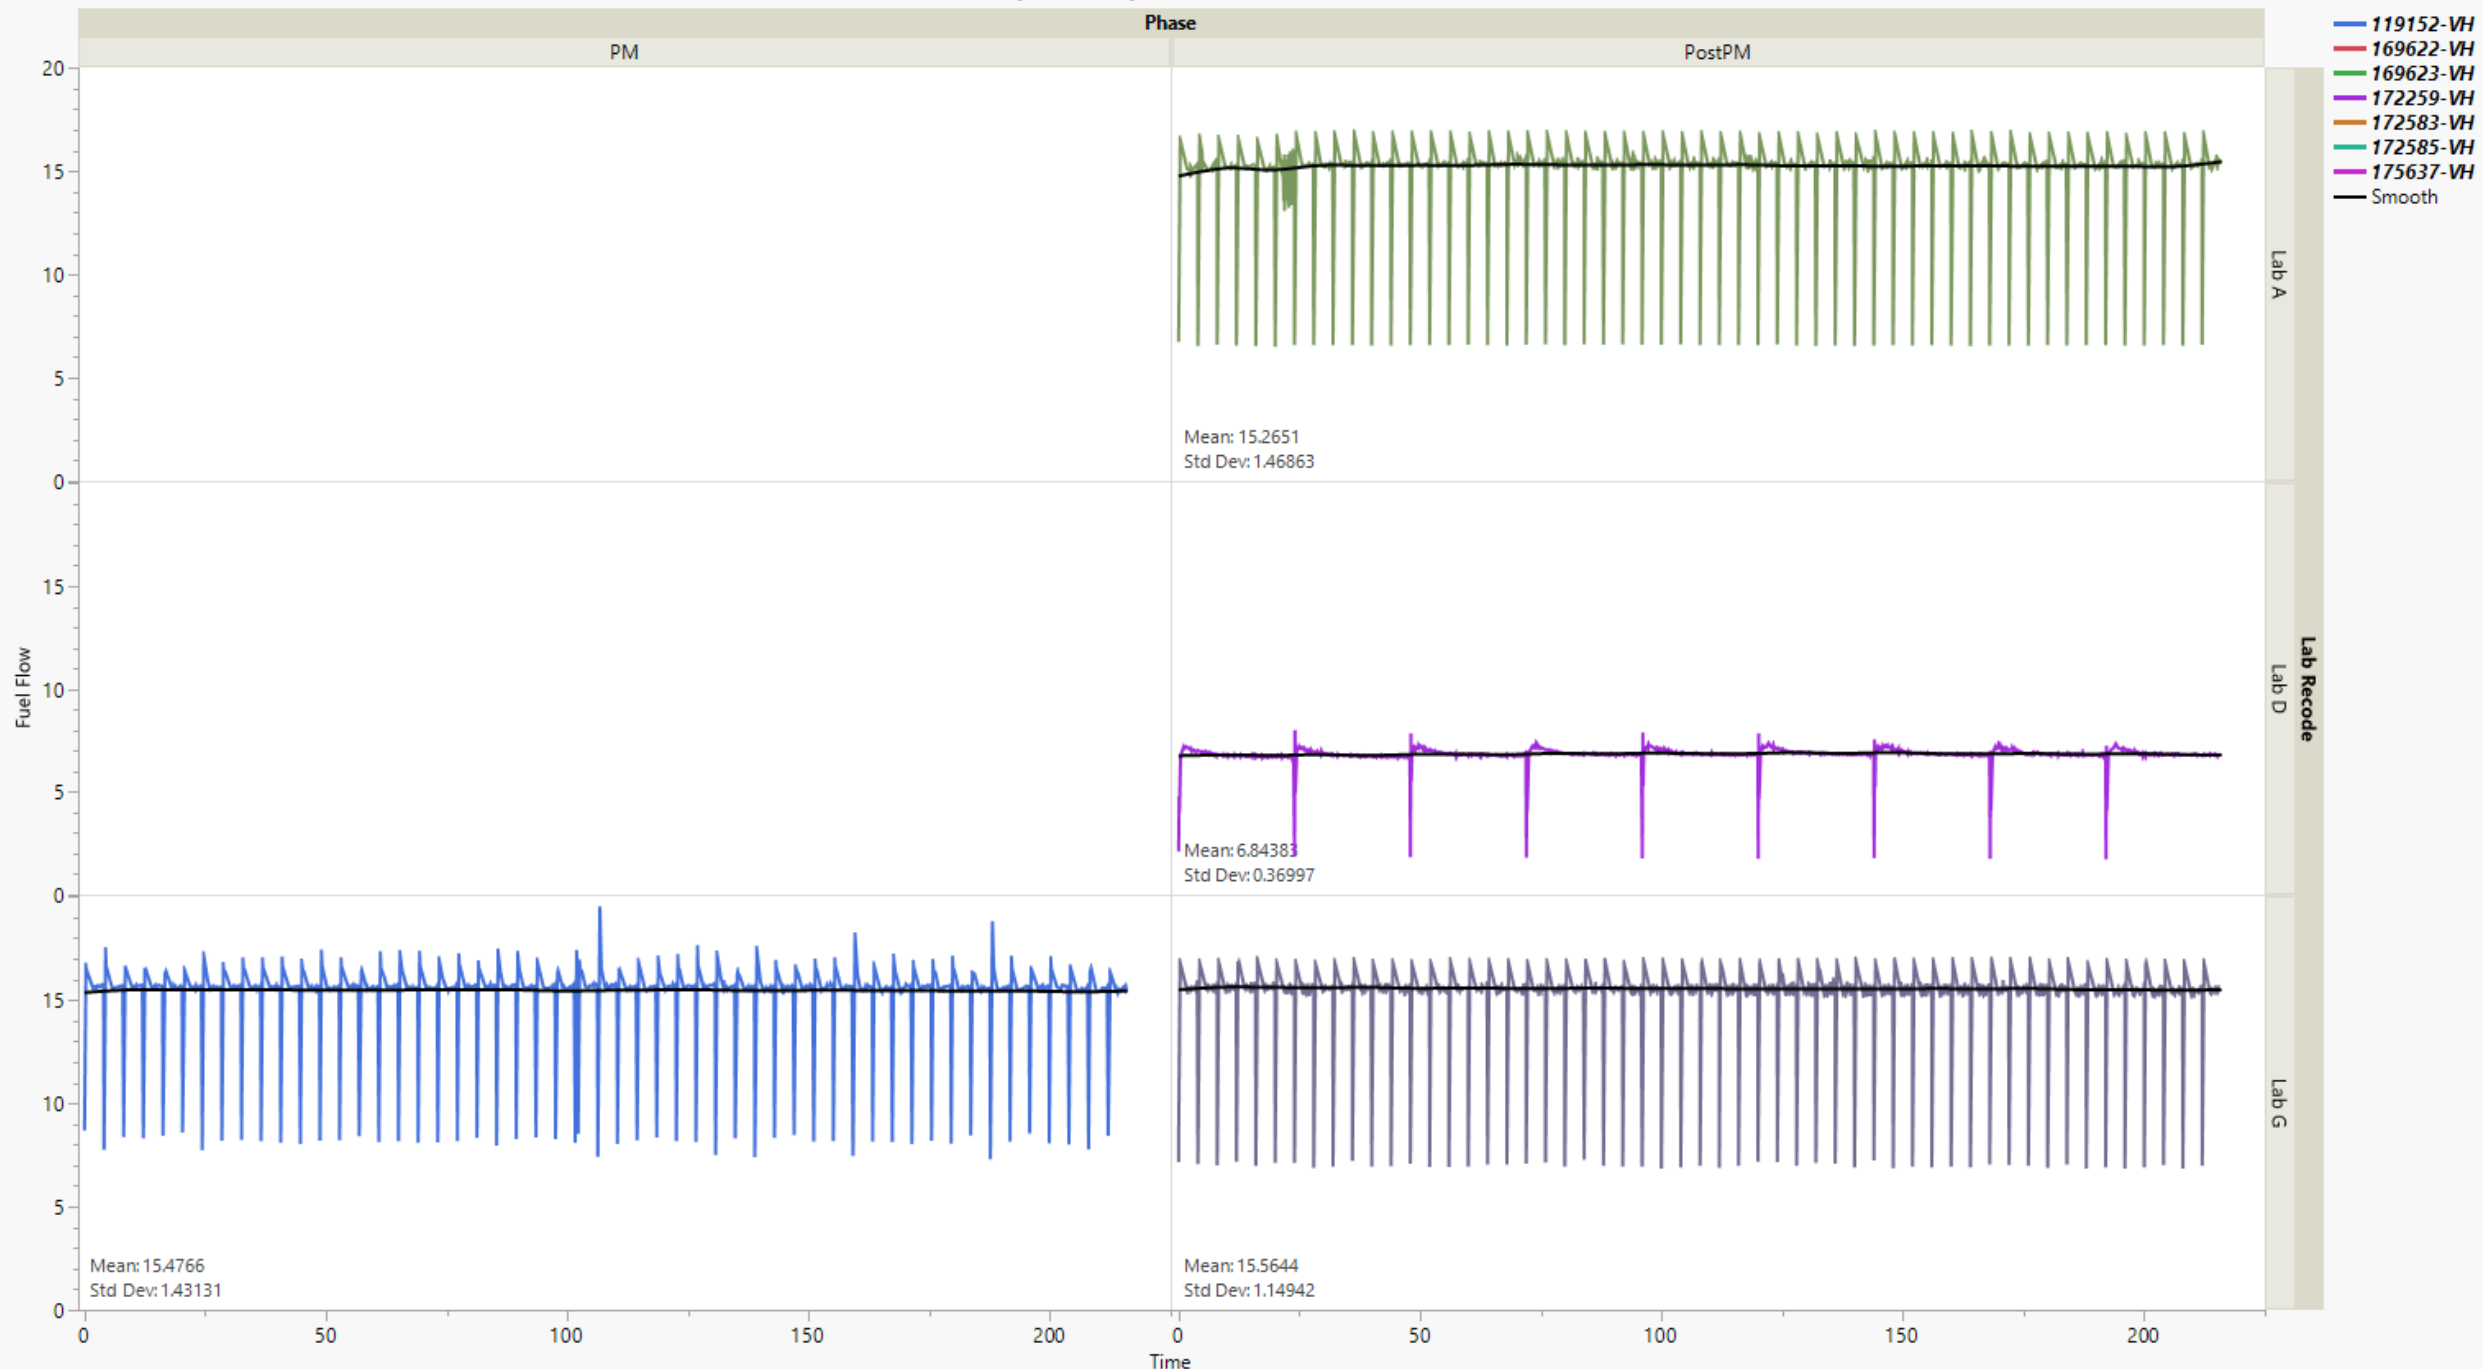 Phase
PM
PostPM
119152-VH
169622-VH
169623-VH
172259-VH
172583-VH
172585-VH
175637-VH
Smooth
20
15
10
5
0
Mean: 15.2651
Std Dev: 1.46863
Lab A
15
10
5
0
Mean: 6.84383
Std Dev: 0.36997
Lab D
Fuel Flow
Lab Recode
15
10
5
0
Mean: 15.4766
Std Dev: 1.43131
Mean: 15.5644
Std Dev: 1.14942
Lab G
0 50 100 150 200 0 50 100 150 200
Time